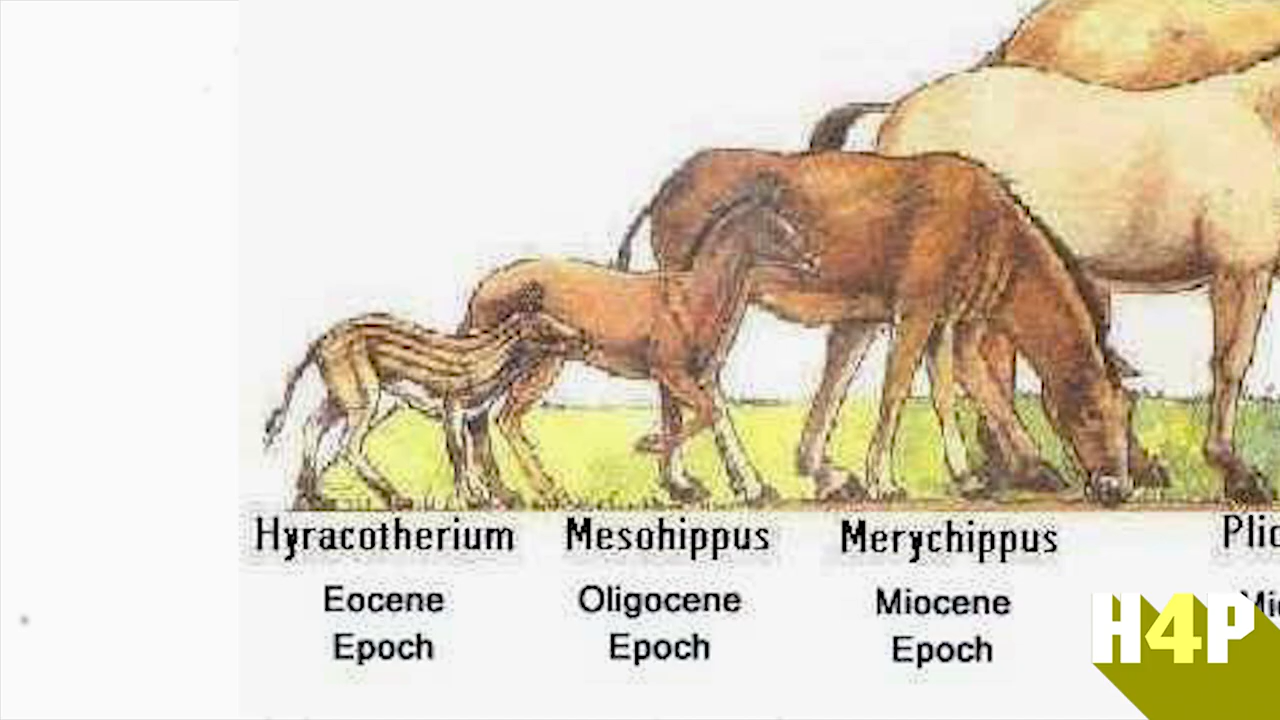 Hyracotherium Mesohippus Merychippus
Eocene Oligocene Miocene
Epoch Epoch Epoch
H4P